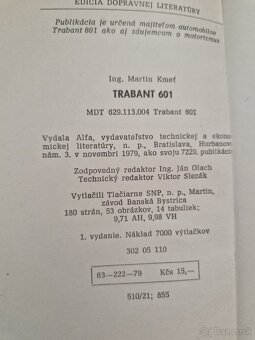 EDÍCIA DOPRAVNEJ LITERATÚRY
Publikácia je určená majiteľom automobilov
Trabant 601 ako aj záujemcom o motorizmus
Ing. Martin Kmeť
TRABANT 601
MDT 629.113.004 Trabant 601
Vydala Alfa, vydavateľstvo technickej a ekono-
mickej literatúry, n. p., Bratislava, Hurbanovo
nám. 3, v novembri 1979, ako svoju 7229. publikáciu
Zodpovedný redaktor Ing. Ján Olach
Technický redaktor Viktor Slezák
Vytlačili Tlačiarne SNP, n. p., Martin,
závod Banská Bystrica
180 strán, 53 obrázkov, 14 tabuliek;
9,71 AH, 9,98 VH
1. vydanie. Náklad 7000 výtlačkov
302 05 110
63—222—79 Kčs 15,—
510/21; 855
bazos.sk